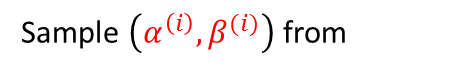 Sample (α⁽ⁱ⁾, β⁽ⁱ⁾) from